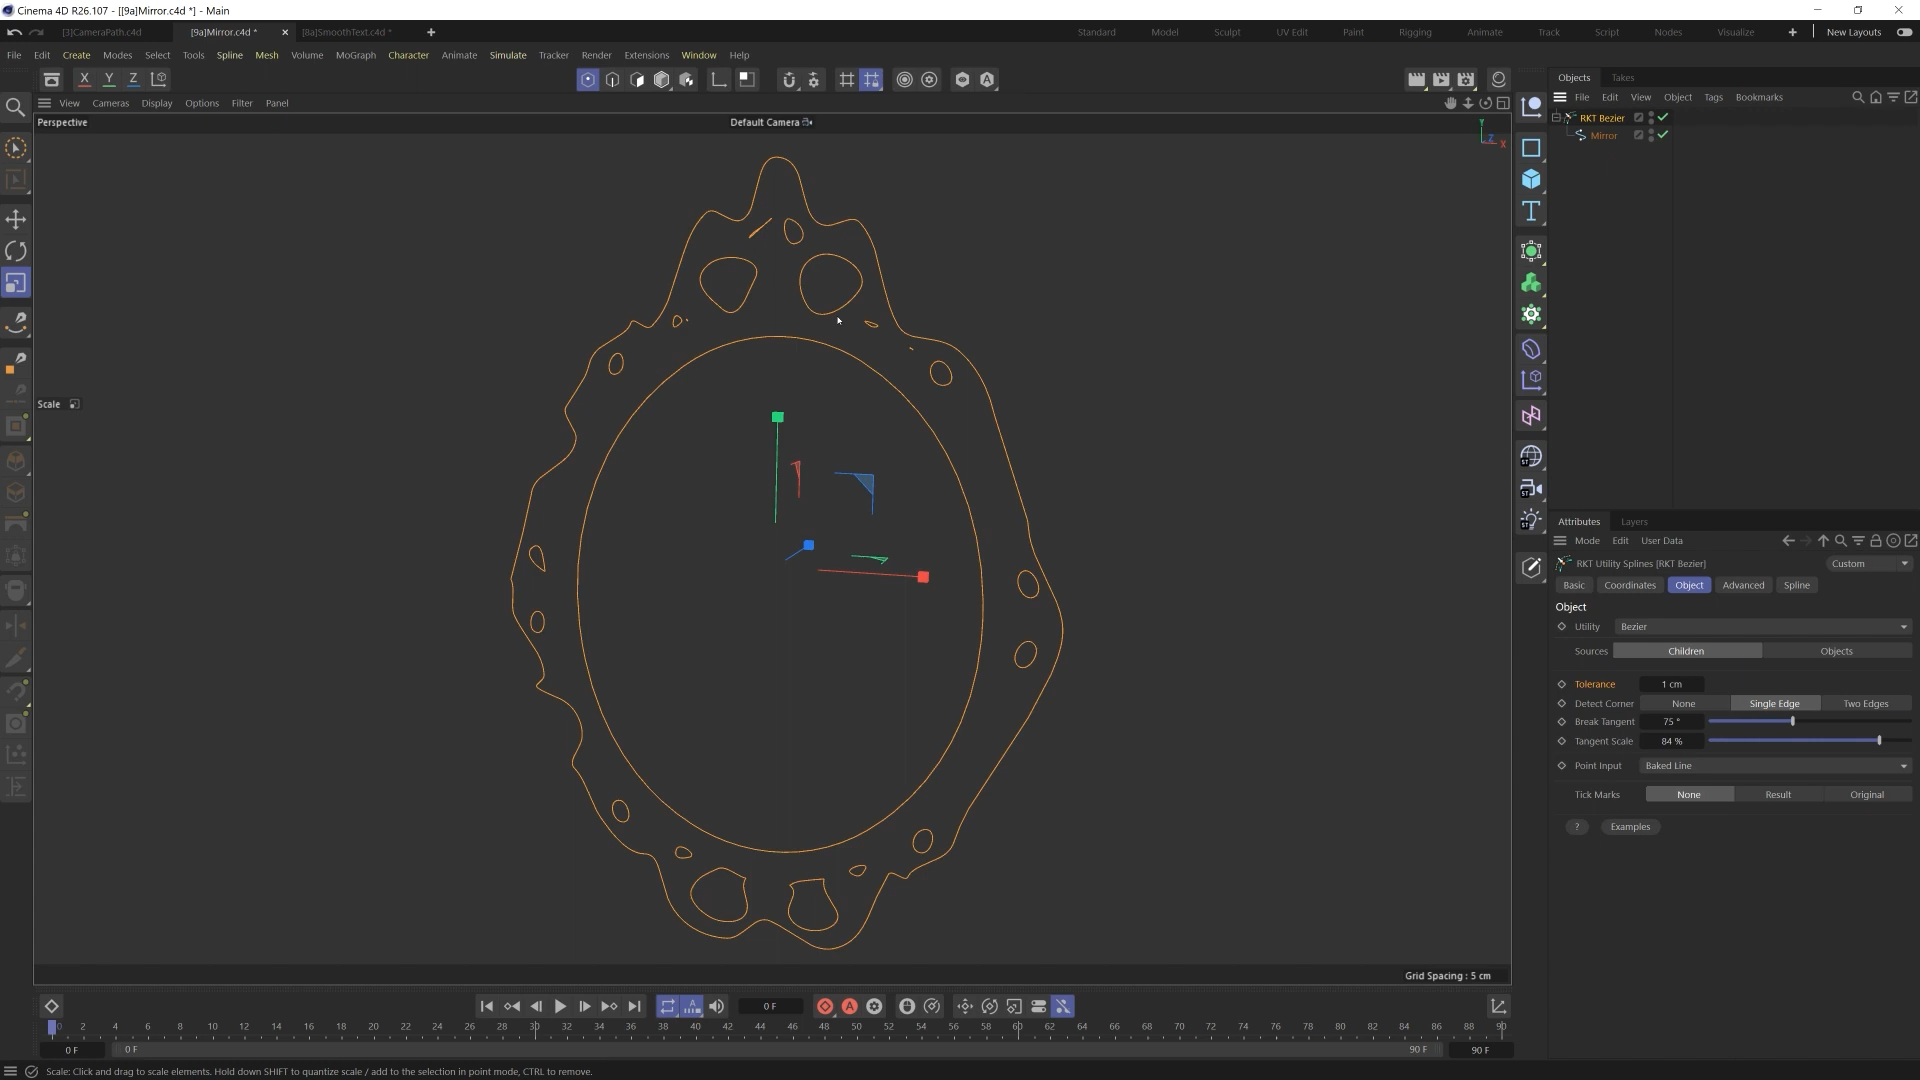 Cinema 4D R26.107 - [[9a]Mirror.c4d *] - Main
[3]CameraPath.c4d
[9a]Mirror.c4d *
[8a]SmoothText.c4d *
Standard
Model
Sculpt
UV Edit
Paint
Rigging
Animate
Track
Script
Nodes
Visualize
New Layouts
File Edit Create Modes Select Tools Spline Mesh Volume MoGraph Character Animate Simulate Tracker Render Extensions Window Help
X Y Z
Objects Takes
View Cameras Display Options Filter Panel
File Edit View Object Tags Bookmarks
Perspective
Default Camera
Y
Z
X
RKT Bezier
Mirror
Scale
ST
ST
ST
Attributes Layers
Mode Edit User Data
RKT Utility Splines [RKT Bezier]
Custom
Basic Coordinates Object Advanced Spline
Object
Utility Bezier
Sources Children Objects
Tolerance 1 cm
Detect Corner None Single Edge Two Edges
Break Tangent 75 °
Tangent Scale 84 %
Point Input Baked Line
Tick Marks None Result Original
? Examples
Grid Spacing : 5 cm
0 F
0 2 4 6 8 10 12 14 16 18 20 22 24 26 28 30 32 34 36 38 40 42 44 46 48 50 52 54 56 58 60 62 64 66 68 70 72 74 76 78 80 82 84 86 88 90
0 F
0 F
90 F
90 F
Scale: Click and drag to scale elements. Hold down SHIFT to quantize scale / add to the selection in point mode, CTRL to remove.